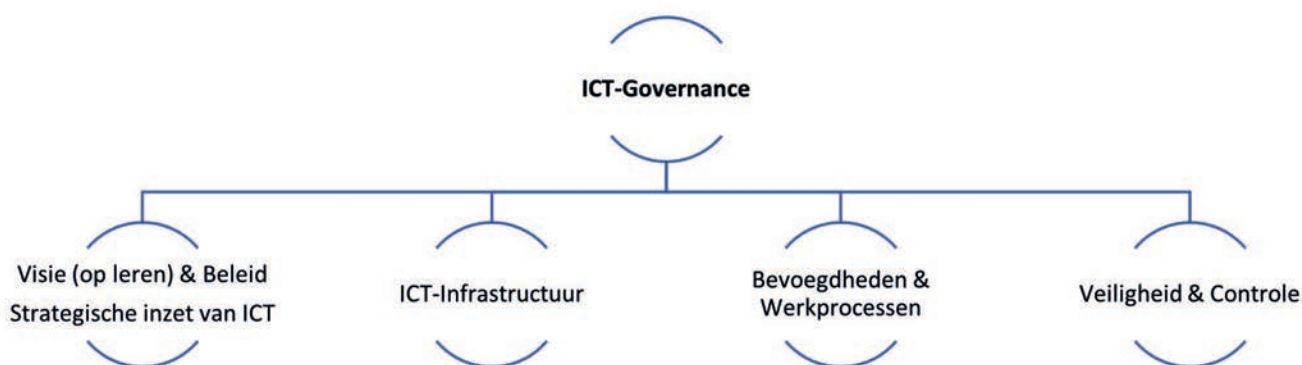 ICT-Governance
Visie (op leren) & Beleid
Strategische inzet van ICT
ICT-Infrastructuur
Bevoegdheden &
Werkprocessen
Veiligheid & Controle